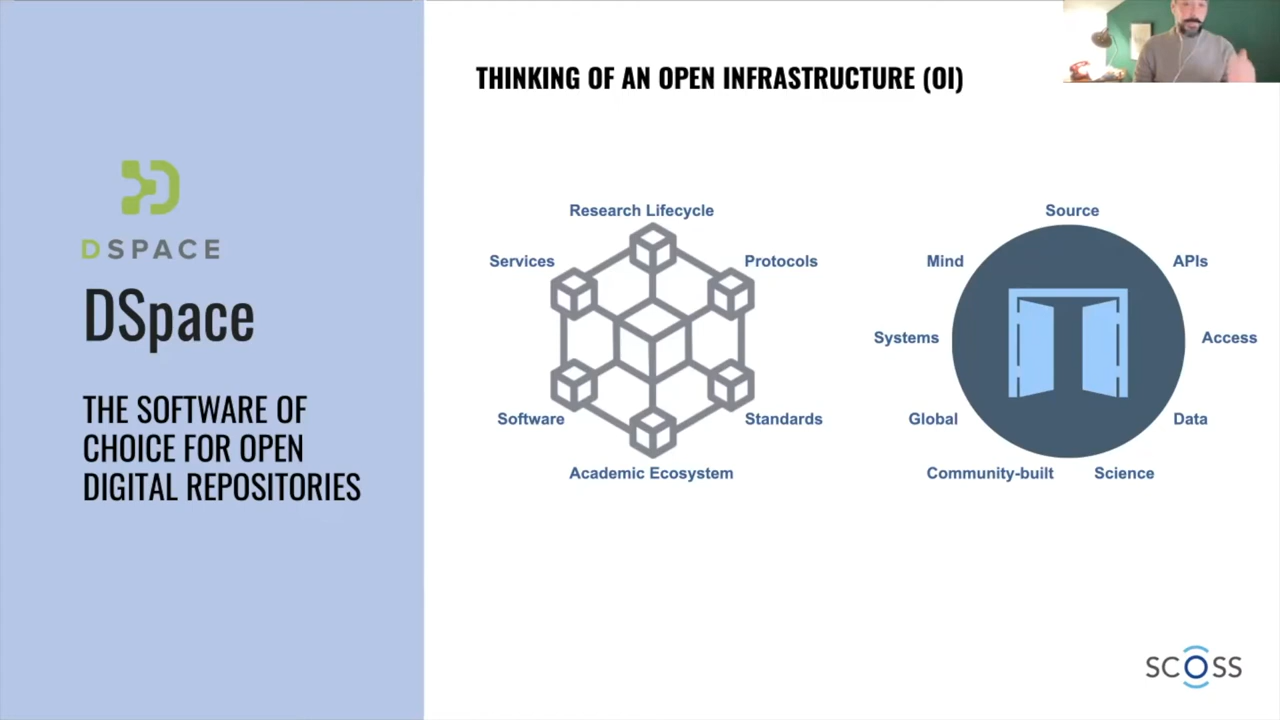 THINKING OF AN OPEN INFRASTRUCTURE (OI)
DSPACE
DSpace
THE SOFTWARE OF
CHOICE FOR OPEN
DIGITAL REPOSITORIES
Research Lifecycle
Services
Protocols
Software
Standards
Academic Ecosystem
Source
Mind
APIs
Systems
Access
Global
Data
Community-built
Science
SCOSS